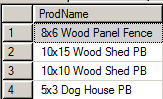 ProdName
1 8x6 Wood Panel Fence
2 10x15 Wood Shed PB
3 10x10 Wood Shed PB
4 5x3 Dog House PB